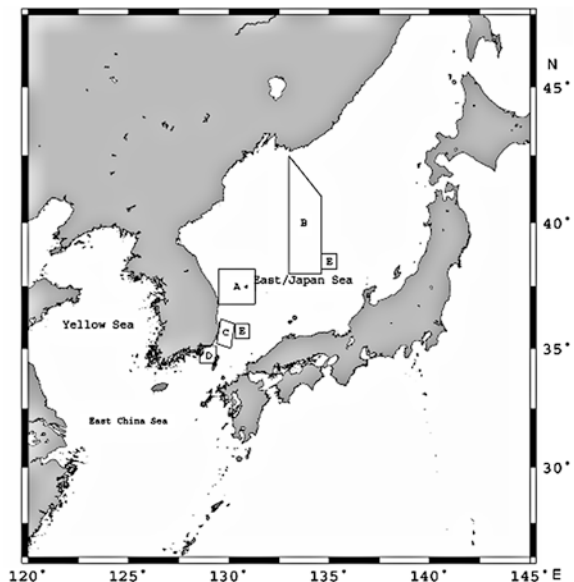 N
45°
B
40°
E
A
East/Japan Sea
Yellow Sea
C
E
D
35°
East China Sea
30°
120°
125°
130°
135°
140°
145°E